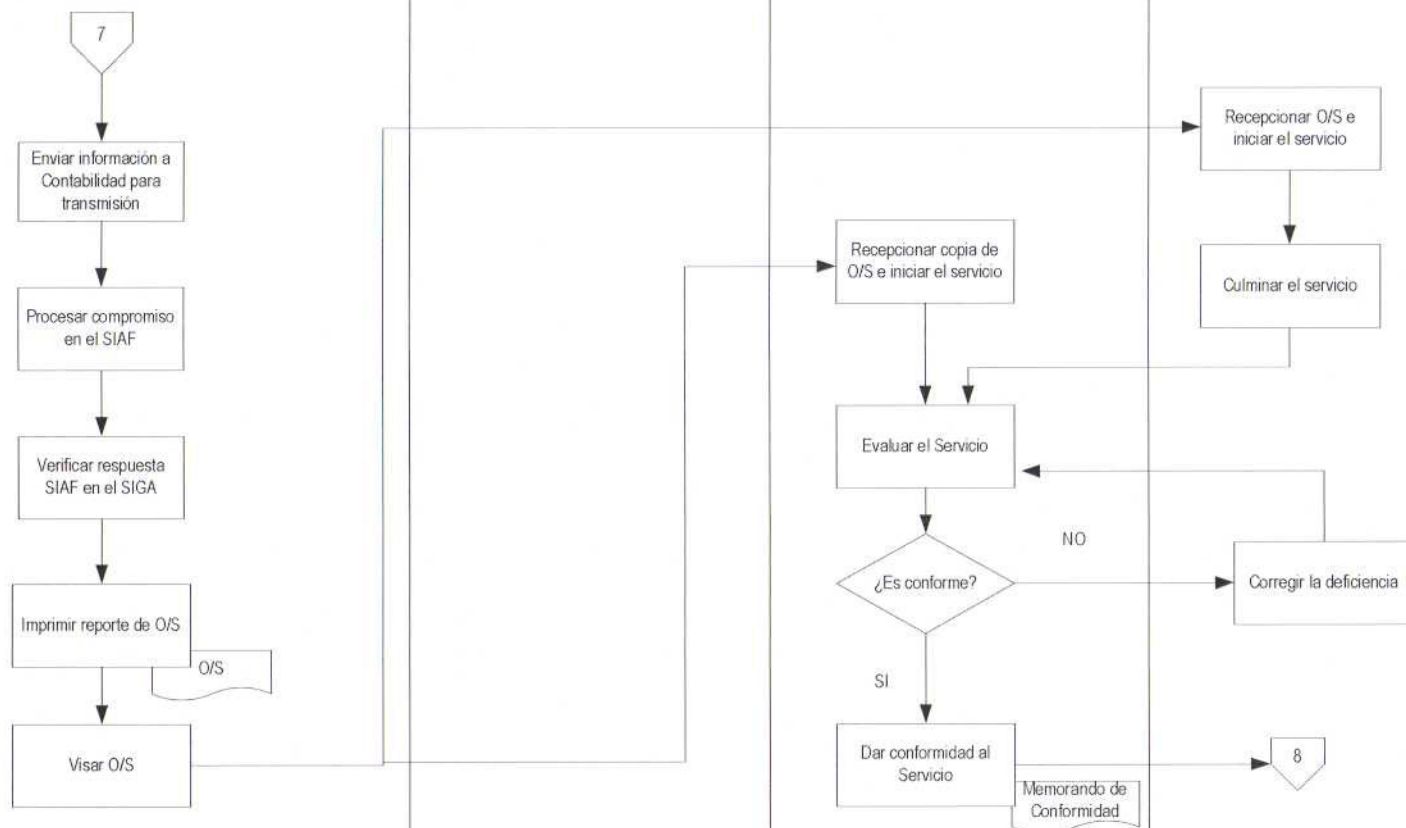 7
Enviar información a
Contabilidad para
transmisión
Procesar compromiso
en el SIAF
Verificar respuesta
SIAF en el SIGA
Imprimir reporte de O/S
O/S
Visar O/S
Recepcionar copia de
O/S e iniciar el servicio
Evaluar el Servicio
¿Es conforme?
NO
SI
Dar conformidad al
Servicio
Memorando de
Conformidad
Recepcionar O/S e
iniciar el servicio
Culminar el servicio
Corregir la deficiencia
8